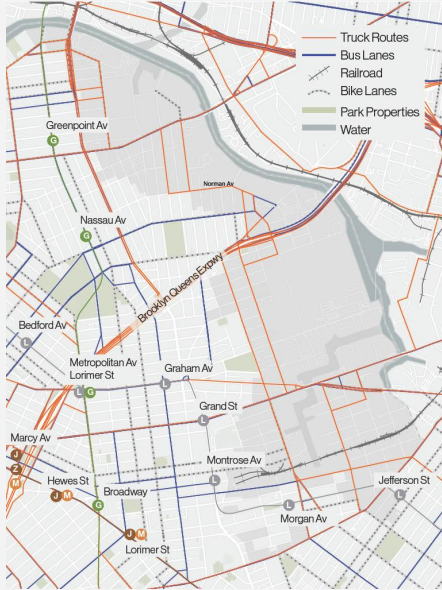 Truck Routes
Bus Lanes
Railroad
Bike Lanes
Park Properties
Water
Greenpoint Av
G
Norman Av
Nassau Av
G
Brooklyn Queens Expwy
Bedford Av
L
Metropolitan Av
Lorimer St
L G
Graham Av
L
Grand St
L
Marcy Av
J
Z
M
Hewes St
J M
Broadway
G
Montrose Av
L
Jefferson St
L
Morgan Av
L
J M
Lorimer St